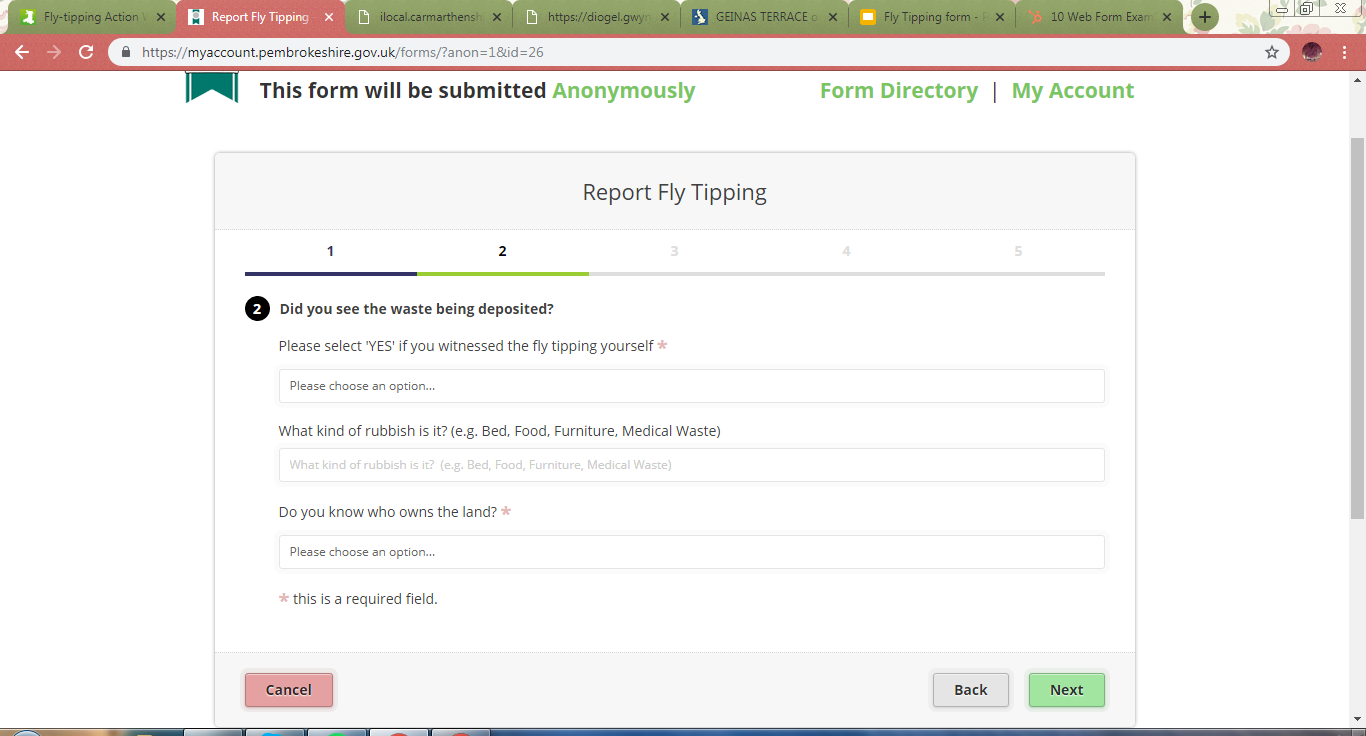 Fly-tipping Action
Report Fly Tipping
ilocal.carmarthensh
https://diogel.gwyn
GEINAS TERRACE
Fly Tipping form -
10 Web Form Exam
https://myaccount.pembrokeshire.gov.uk/forms/?anon=1&id=26
This form will be submitted Anonymously
Form Directory | My Account
Report Fly Tipping
1 2 3 4 5
2 Did you see the waste being deposited?
Please select 'YES' if you witnessed the fly tipping yourself *
Please choose an option...
What kind of rubbish is it? (e.g. Bed, Food, Furniture, Medical Waste)
What kind of rubbish is it? (e.g. Bed, Food, Furniture, Medical Waste)
Do you know who owns the land? *
Please choose an option...
* this is a required field.
Cancel Back Next